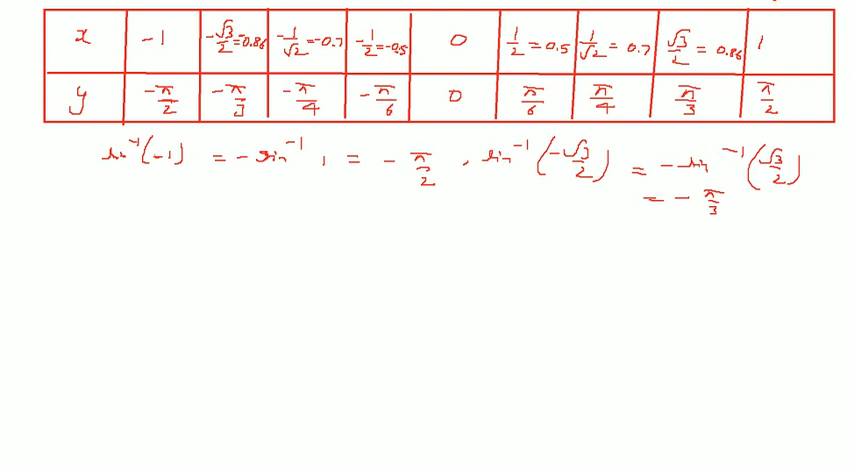 x -1 -√3/2=-0.86 -1/√2=-0.7 -1/2=-0.5 0 1/2=0.5 1/√2=0.7 √3/2=0.86 1
y -π/2 -π/3 -π/4 -π/6 0 π/6 π/4 π/3 π/2
sin⁻¹(-1) = -sin⁻¹ 1 = -π/2 , sin⁻¹(-√3/2) = -sin⁻¹(√3/2)
= -π/3